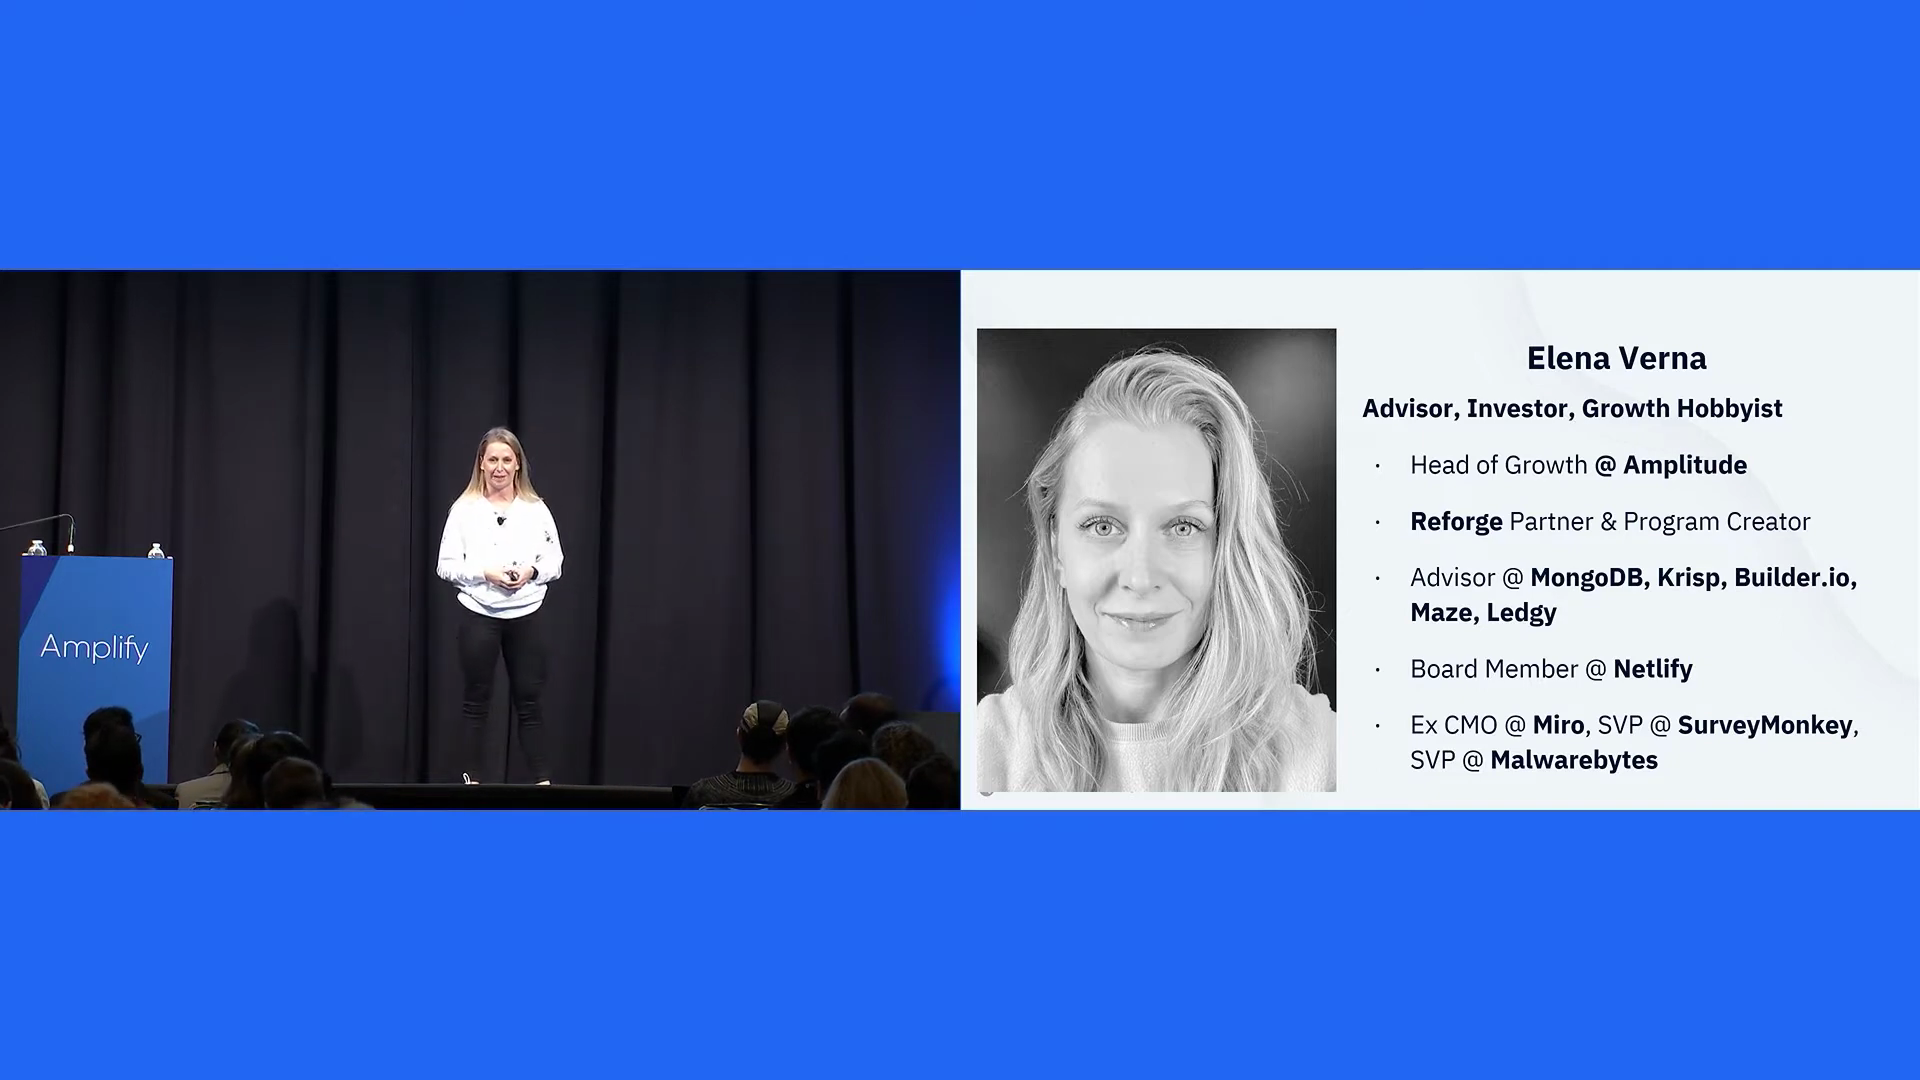 Amplify
Elena Verna
Advisor, Investor, Growth Hobbyist
· Head of Growth @ Amplitude
· Reforge Partner & Program Creator
· Advisor @ MongoDB, Krisp, Builder.io,
Maze, Ledgy
· Board Member @ Netlify
· Ex CMO @ Miro, SVP @ SurveyMonkey,
SVP @ Malwarebytes